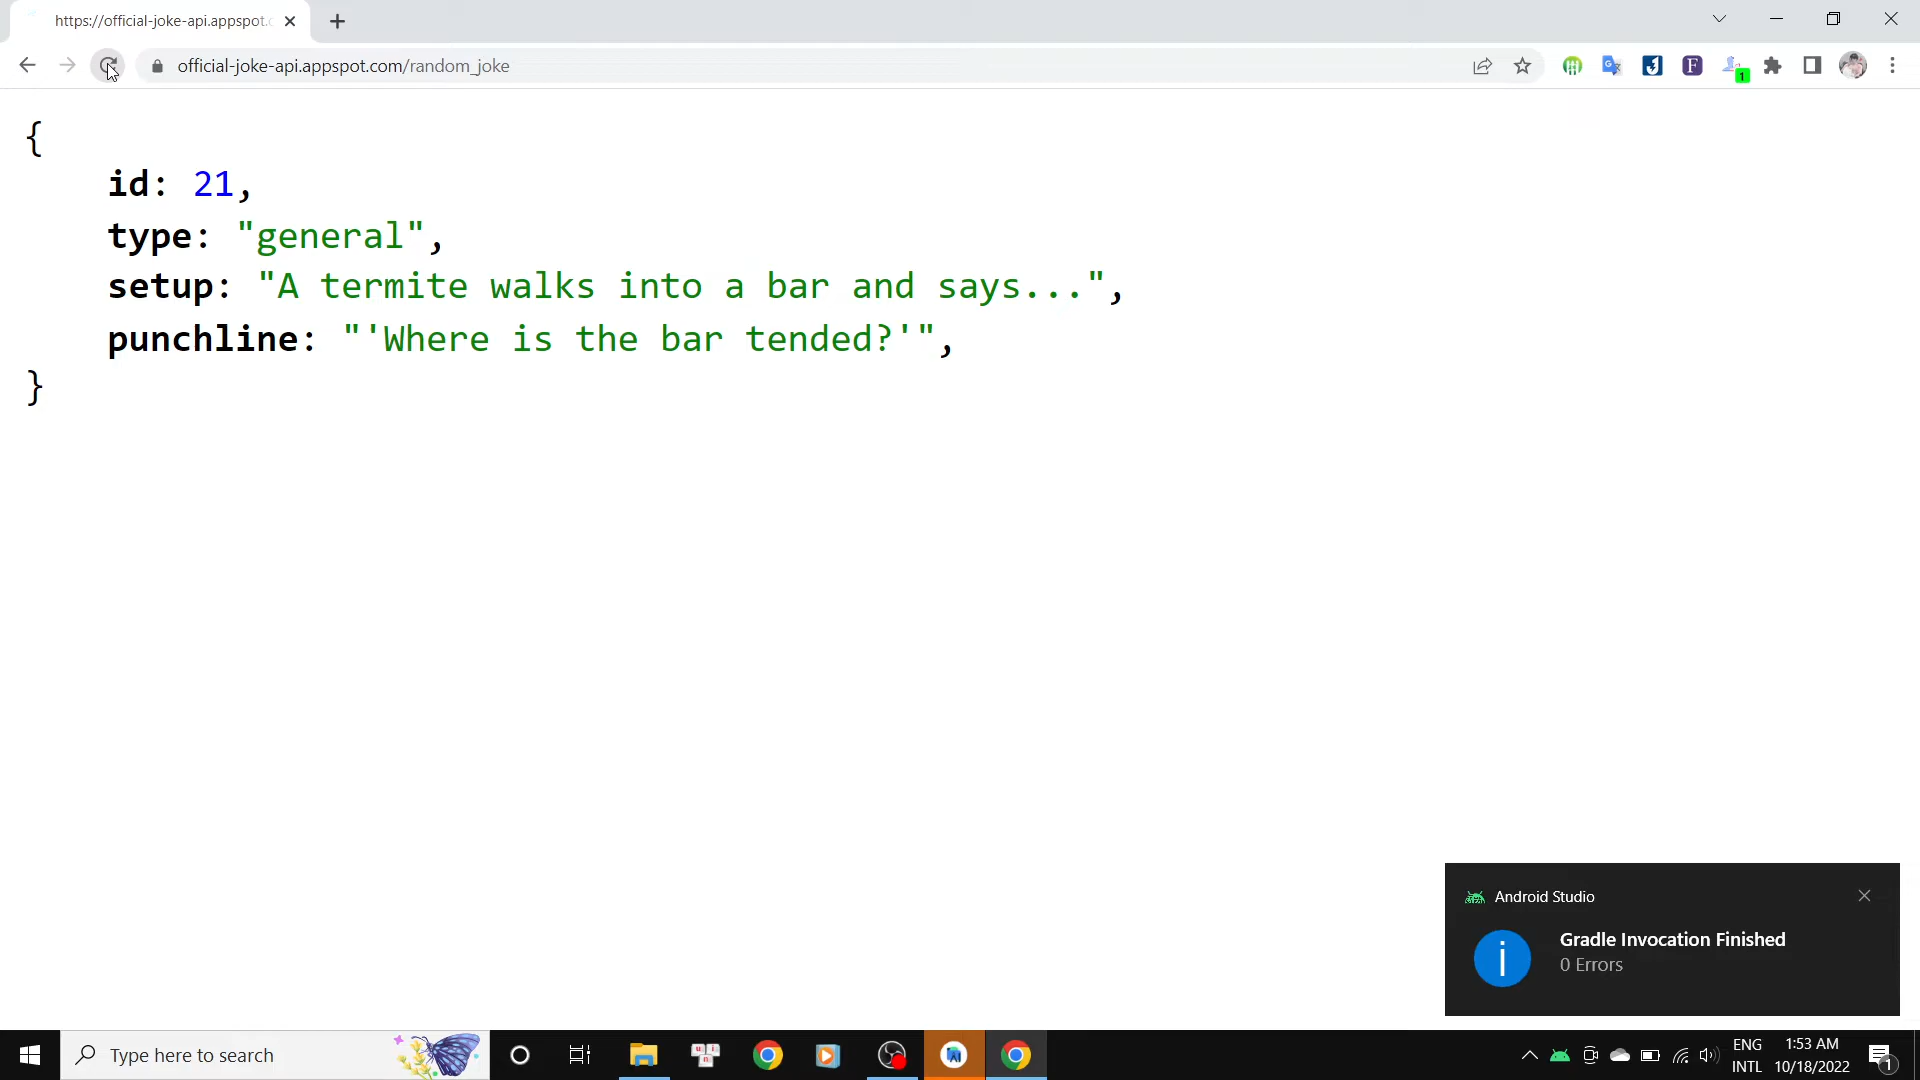 https://official-joke-api.appspot.c
official-joke-api.appspot.com/random_joke
1
{
id: 21,
type: "general",
setup: "A termite walks into a bar and says...",
punchline: "'Where is the bar tended?'",
}
Android Studio
Gradle Invocation Finished
0 Errors
Type here to search
ENG
INTL
1:53 AM
10/18/2022
1